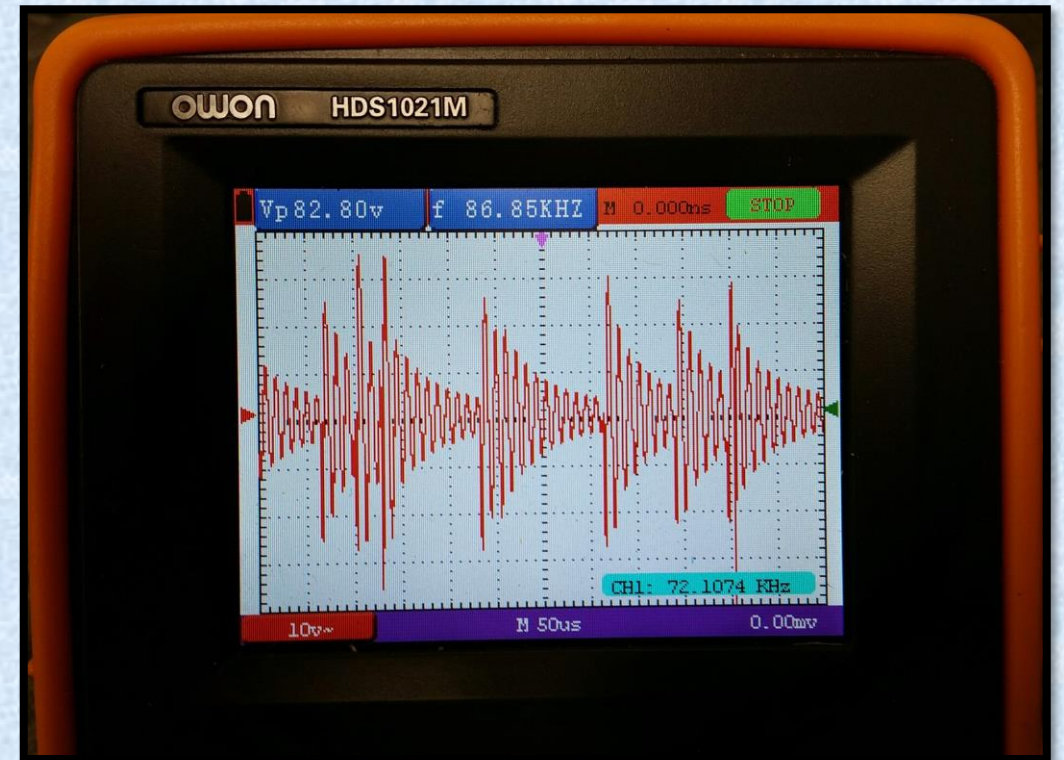 OWON HDS1021M
Vp82.80v f 86.85KHZ M 0.000ns STOP
CH1: 72.1074 KHz
10v~ M 50us 0.00mv